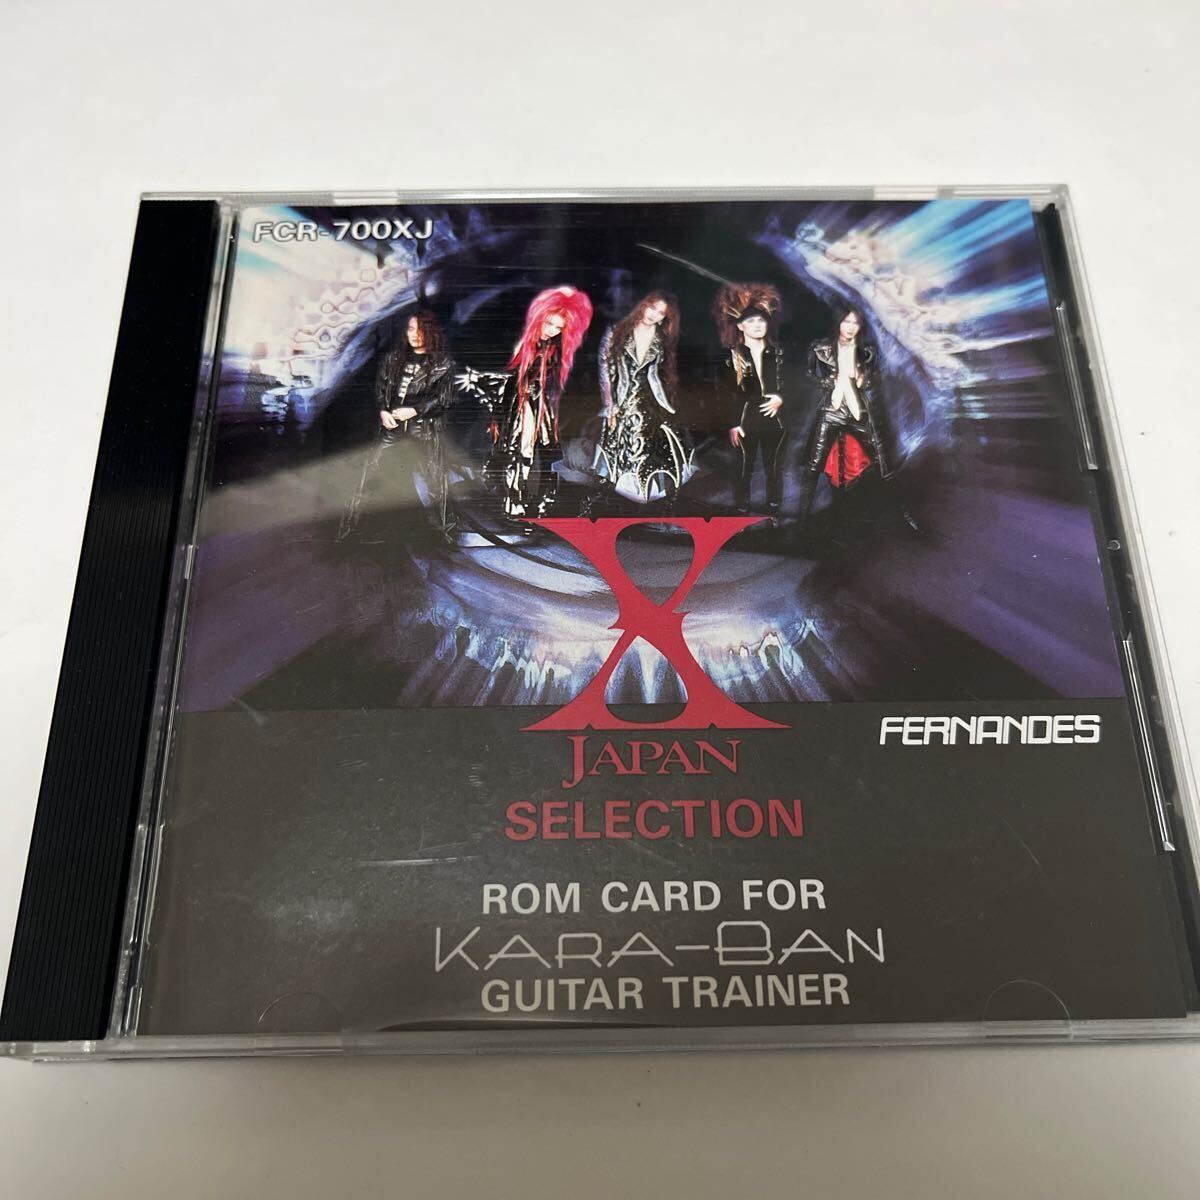 FCR-700XJ
X
JAPAN
FERNANDES
SELECTION
ROM CARD FOR
KARA-BAN
GUITAR TRAINER